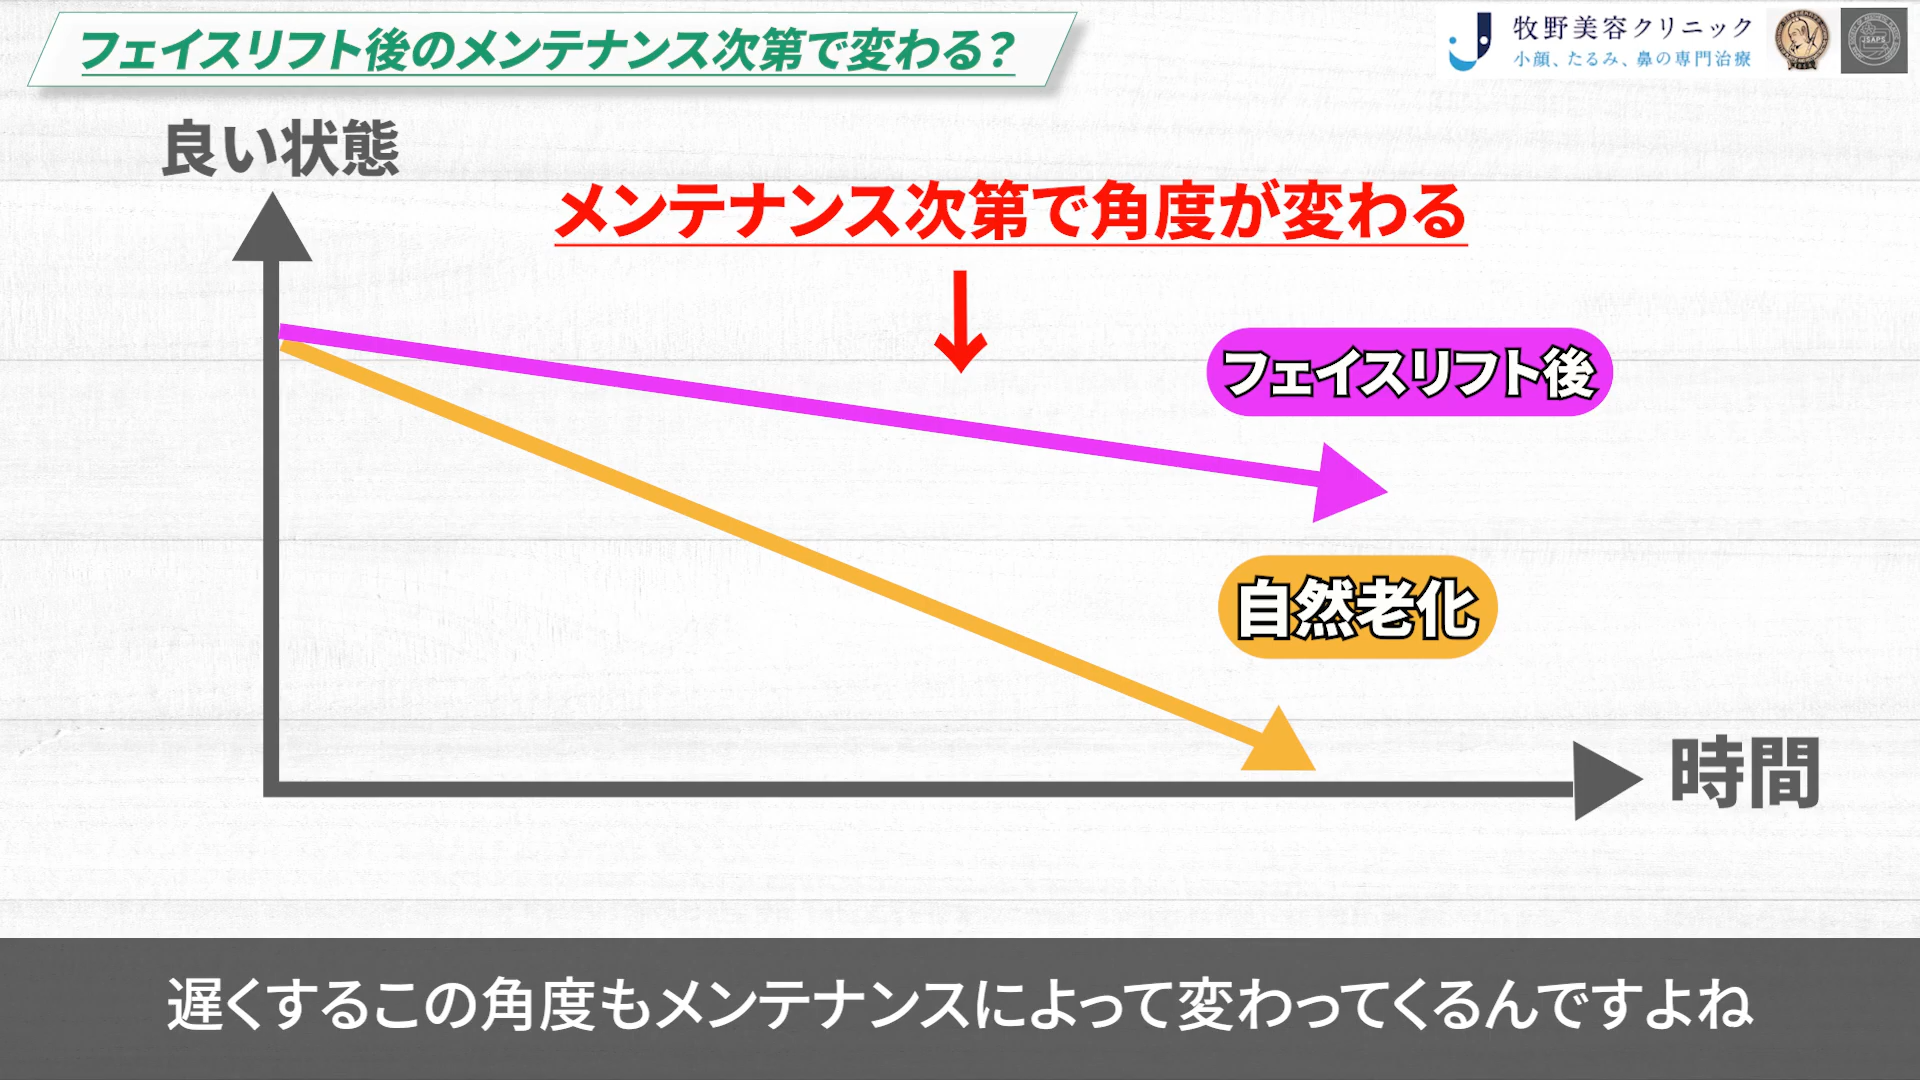 フェイスリフト後のメンテナンス次第で変わる?
牧野美容クリニック
小顔、たるみ、鼻の専門治療
良い状態
メンテナンス次第で角度が変わる
フェイスリフト後
自然老化
時間
遅くするこの角度もメンテナンスによって変わってくるんですよね